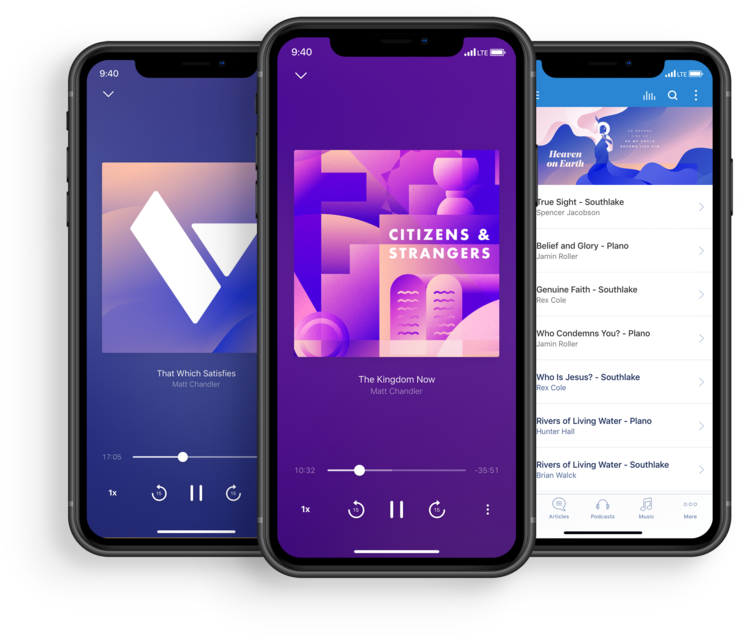 9:40
That Which Satisfies
Matt Chandler
17:05
1x
15
15
9:40
LTE
CITIZENS &
STRANGERS
The Kingdom Now
Matt Chandler
10:32
-35:51
1x
15
15
LTE
Heaven
on Earth
True Sight - Southlake
Spencer Jacobson
Belief and Glory - Plano
Jamin Roller
Genuine Faith - Southlake
Rex Cole
Who Condemns You? - Plano
Jamin Roller
Who Is Jesus? - Southlake
Rex Cole
Rivers of Living Water - Plano
Hunter Hall
Rivers of Living Water - Southlake
Brian Walck
Articles
Podcasts
Music
More